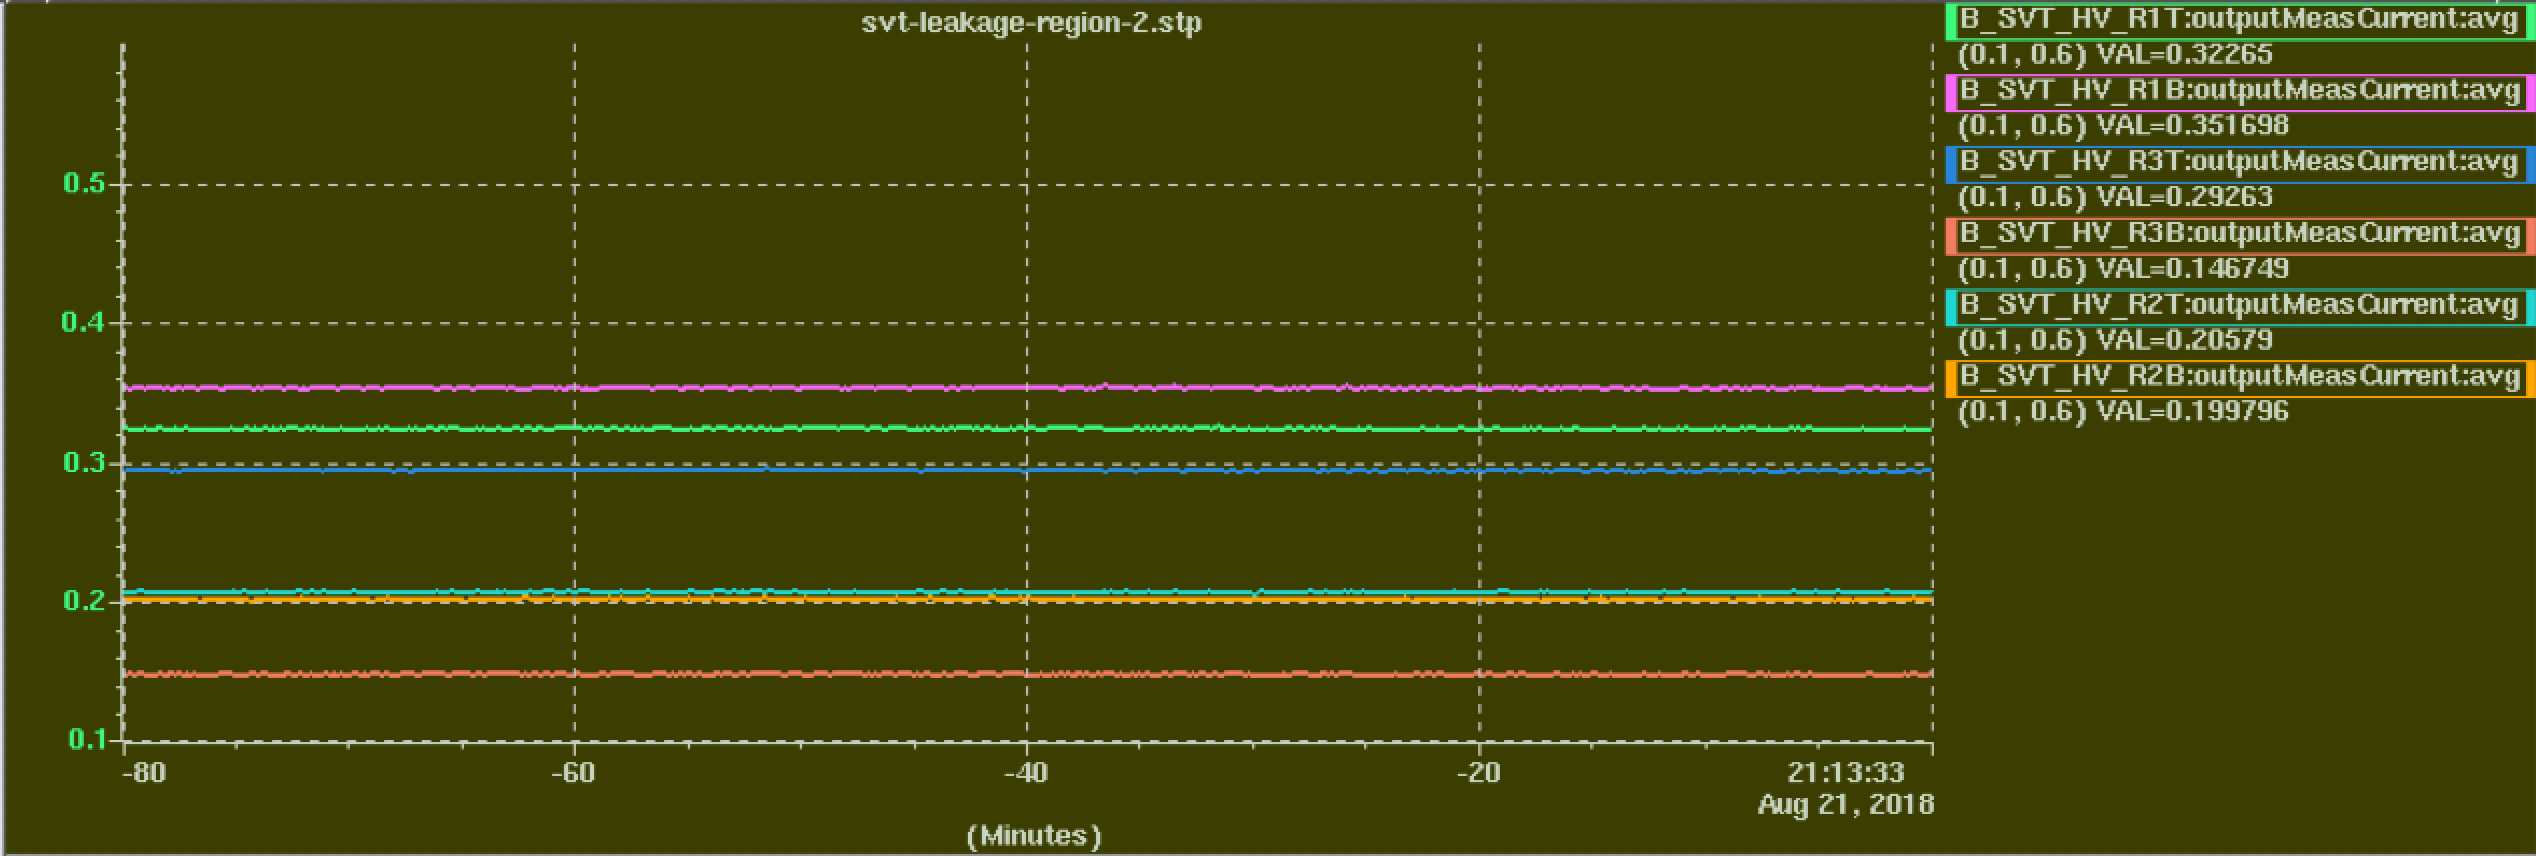 svt-leakage-region-2.stp
B_SVT_HV_R1T:outputMeasCurrent:avg
(0.1, 0.6) VAL=0.32265
B_SVT_HV_R1B:outputMeasCurrent:avg
(0.1, 0.6) VAL=0.351698
B_SVT_HV_R3T:outputMeasCurrent:avg
(0.1, 0.6) VAL=0.29263
B_SVT_HV_R3B:outputMeasCurrent:avg
(0.1, 0.6) VAL=0.146749
B_SVT_HV_R2T:outputMeasCurrent:avg
(0.1, 0.6) VAL=0.20579
B_SVT_HV_R2B:outputMeasCurrent:avg
(0.1, 0.6) VAL=0.199796
0.5
0.4
0.3
0.2
0.1
-80 -60 -40 -20 21:13:33
Aug 21, 2018
(Minutes)